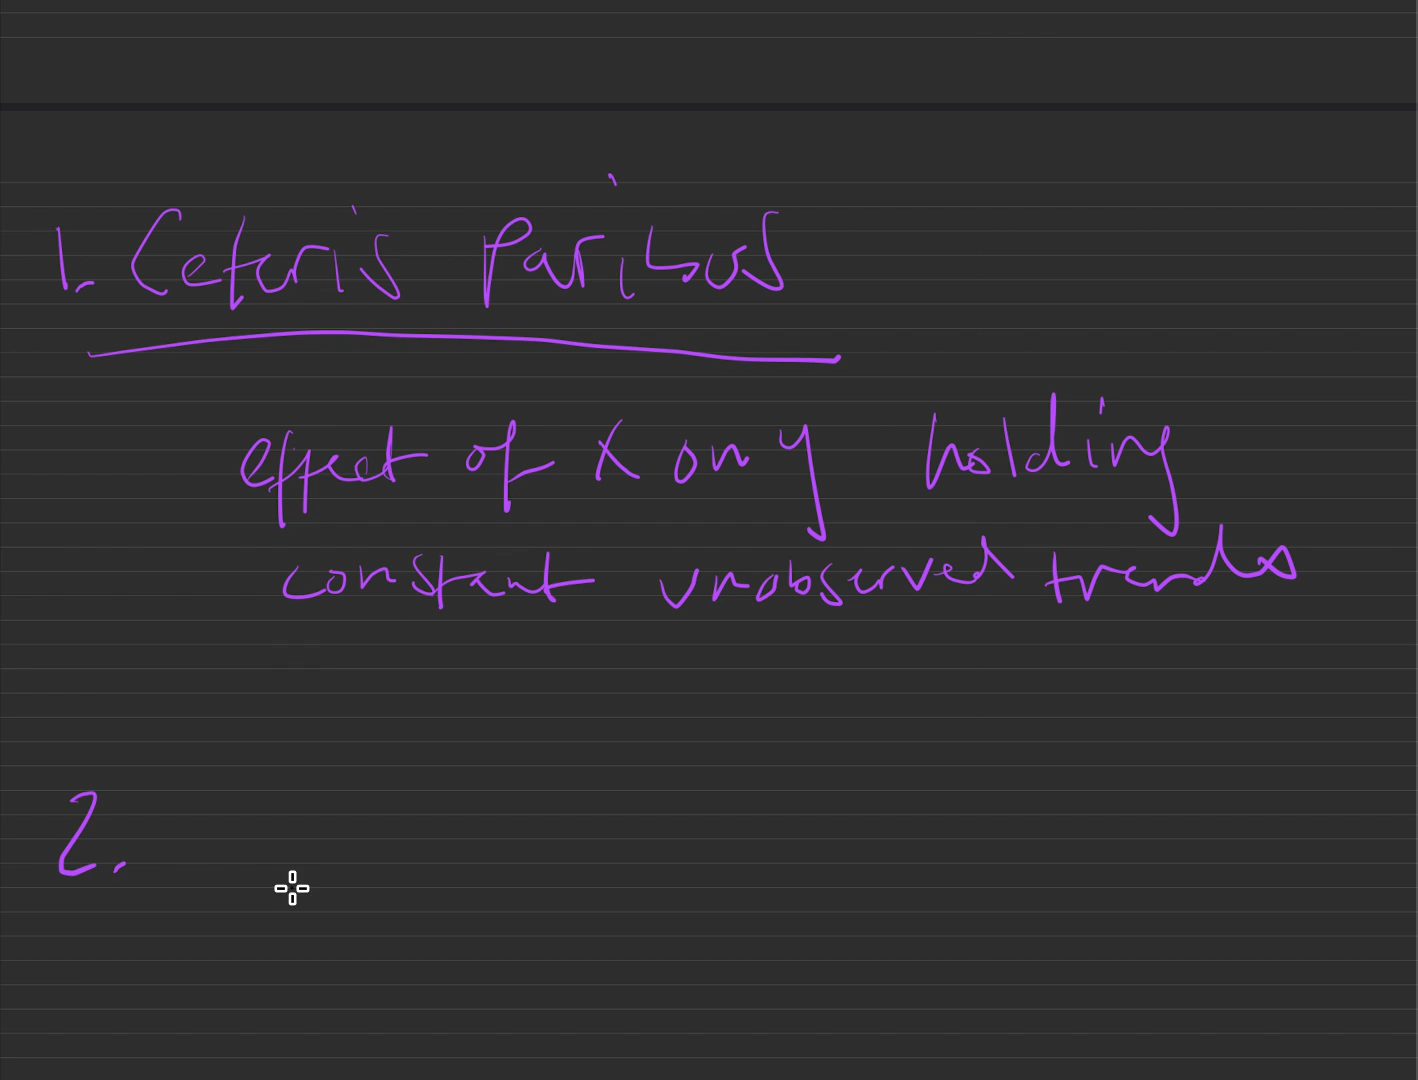 1. Ceteris Paribus
effect of x on y holding
constant unobserved trends
2.